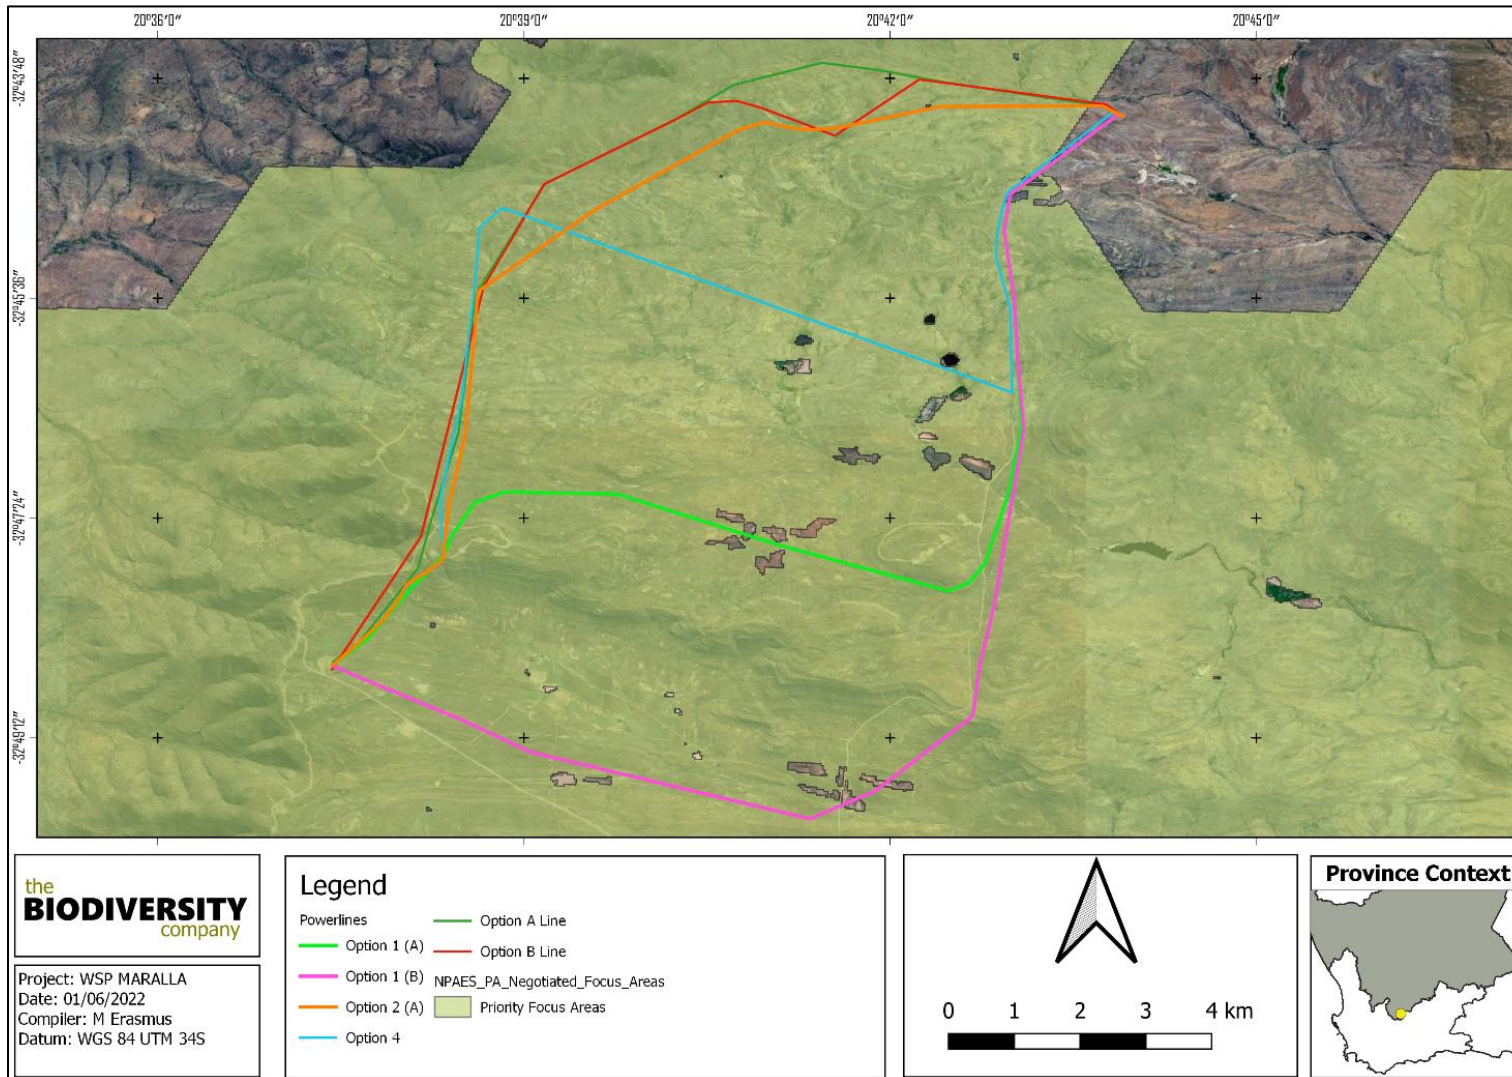 20°36′0″ 20°39′0″ 20°42′0″ 20°45′0″
-32°43′48″
-32°45′36″
-32°47′24″
-32°49′12″
the
BIODIVERSITY
company
Project: WSP MARALLA
Date: 01/06/2022
Compiler: M Erasmus
Datum: WGS 84 UTM 34S
Legend
Powerlines
Option 1 (A)
Option 1 (B)
Option 2 (A)
Option 4
Option A Line
Option B Line
NPAES_PA_Negotiated_Focus_Areas
Priority Focus Areas
0 1 2 3 4 km
Province Context